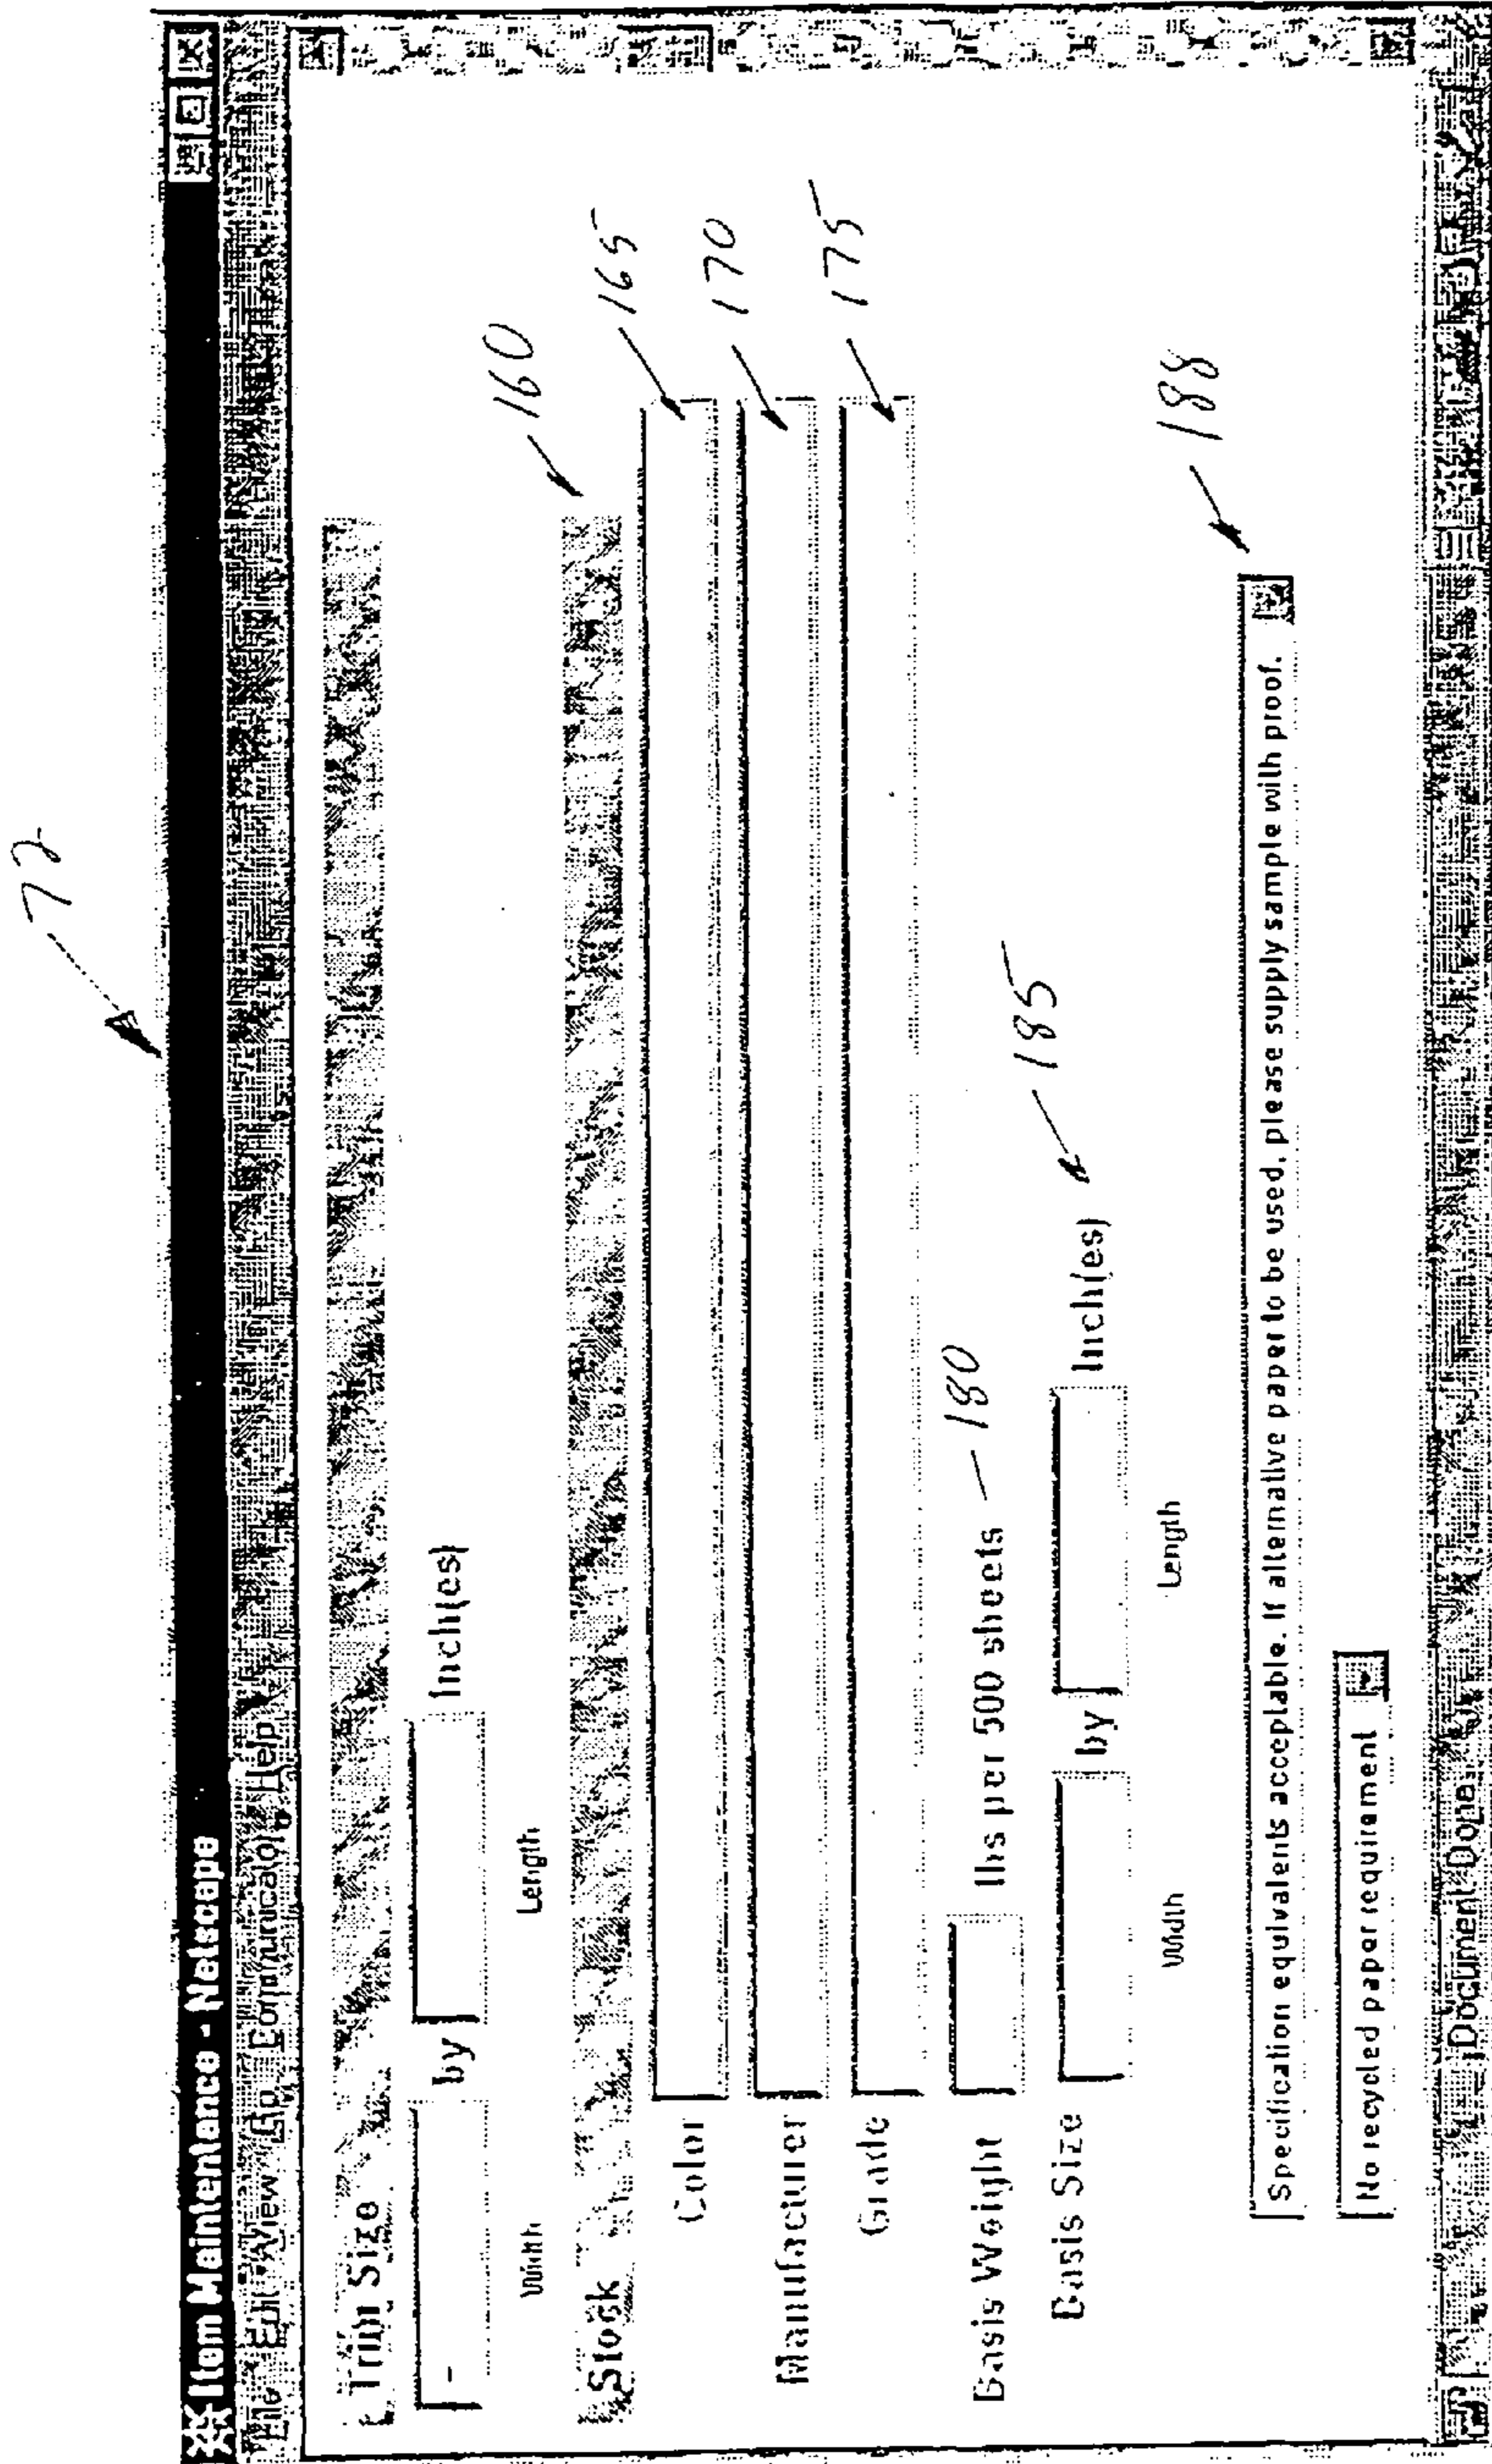 72
Item Maintenance - Netscape
File Edit View Go Communicator Help
Trim Size
by Inch(es)
Width Length
Stock 160
Color 165
Manufacturer 170
Grade 175
Basis Weight lbs per 500 sheets 180
Basis Size by Inch(es) 185
Width Length
188
Specification equivalents acceptable. If alternative paper to be used, please supply sample with proof.
No recycled paper requirement
Document: Done